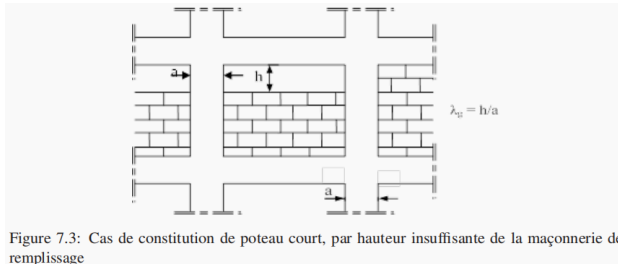 a
h
λg = h/a
a
Figure 7.3: Cas de constitution de poteau court, par hauteur insuffisante de la maçonnerie de
remplissage